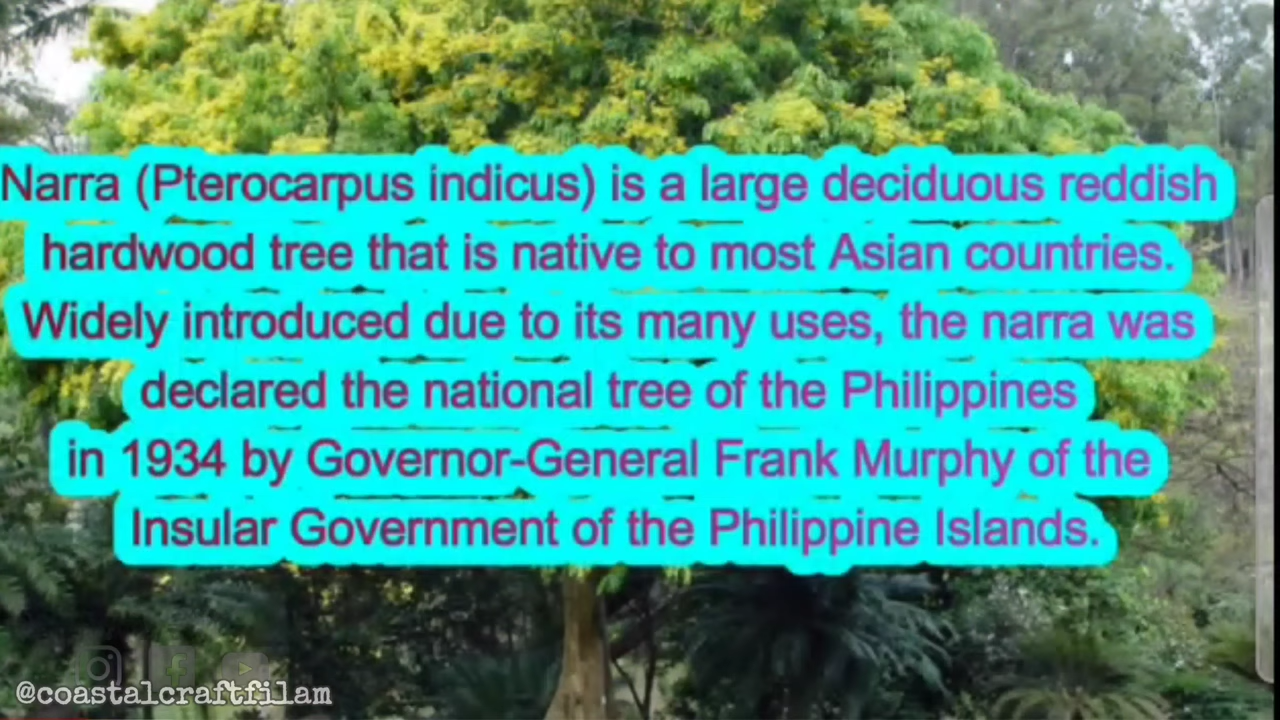 Narra (Pterocarpus indicus) is a large deciduous reddish
hardwood tree that is native to most Asian countries.
Widely introduced due to its many uses, the narra was
declared the national tree of the Philippines
in 1934 by Governor-General Frank Murphy of the
Insular Government of the Philippine Islands.
@coastalcraftfilam